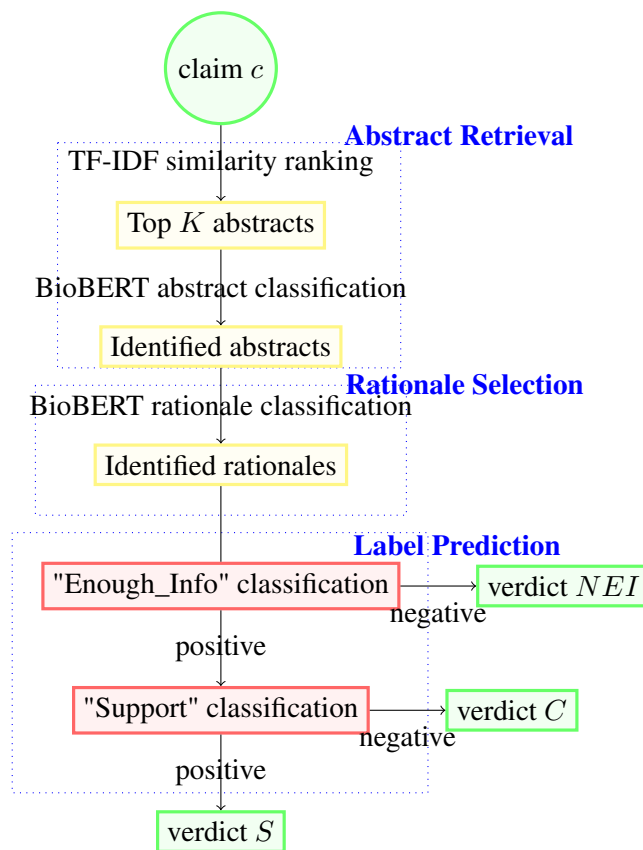 claim c
Abstract Retrieval
TF-IDF similarity ranking
Top K abstracts
BioBERT abstract classification
Identified abstracts
Rationale Selection
BioBERT rationale classification
Identified rationales
Label Prediction
"Enough_Info" classification
verdict NEI
negative
positive
"Support" classification
verdict C
negative
positive
verdict S